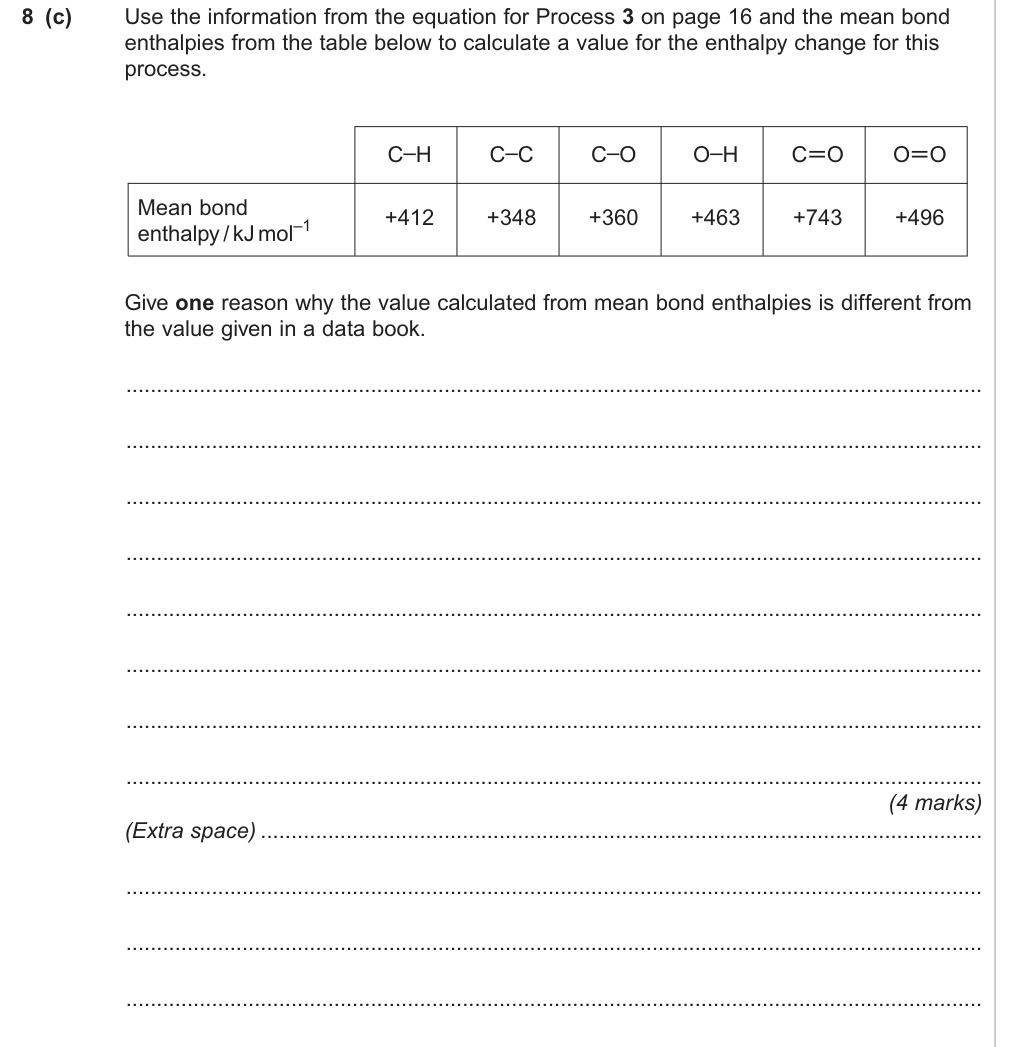 8 (c) Use the information from the equation for Process 3 on page 16 and the mean bond
enthalpies from the table below to calculate a value for the enthalpy change for this
process.
C–H C–C C–O O–H C=O O=O
Mean bond
enthalpy / kJ mol⁻¹ +412 +348 +360 +463 +743 +496
Give one reason why the value calculated from mean bond enthalpies is different from
the value given in a data book.
(4 marks)
(Extra space)